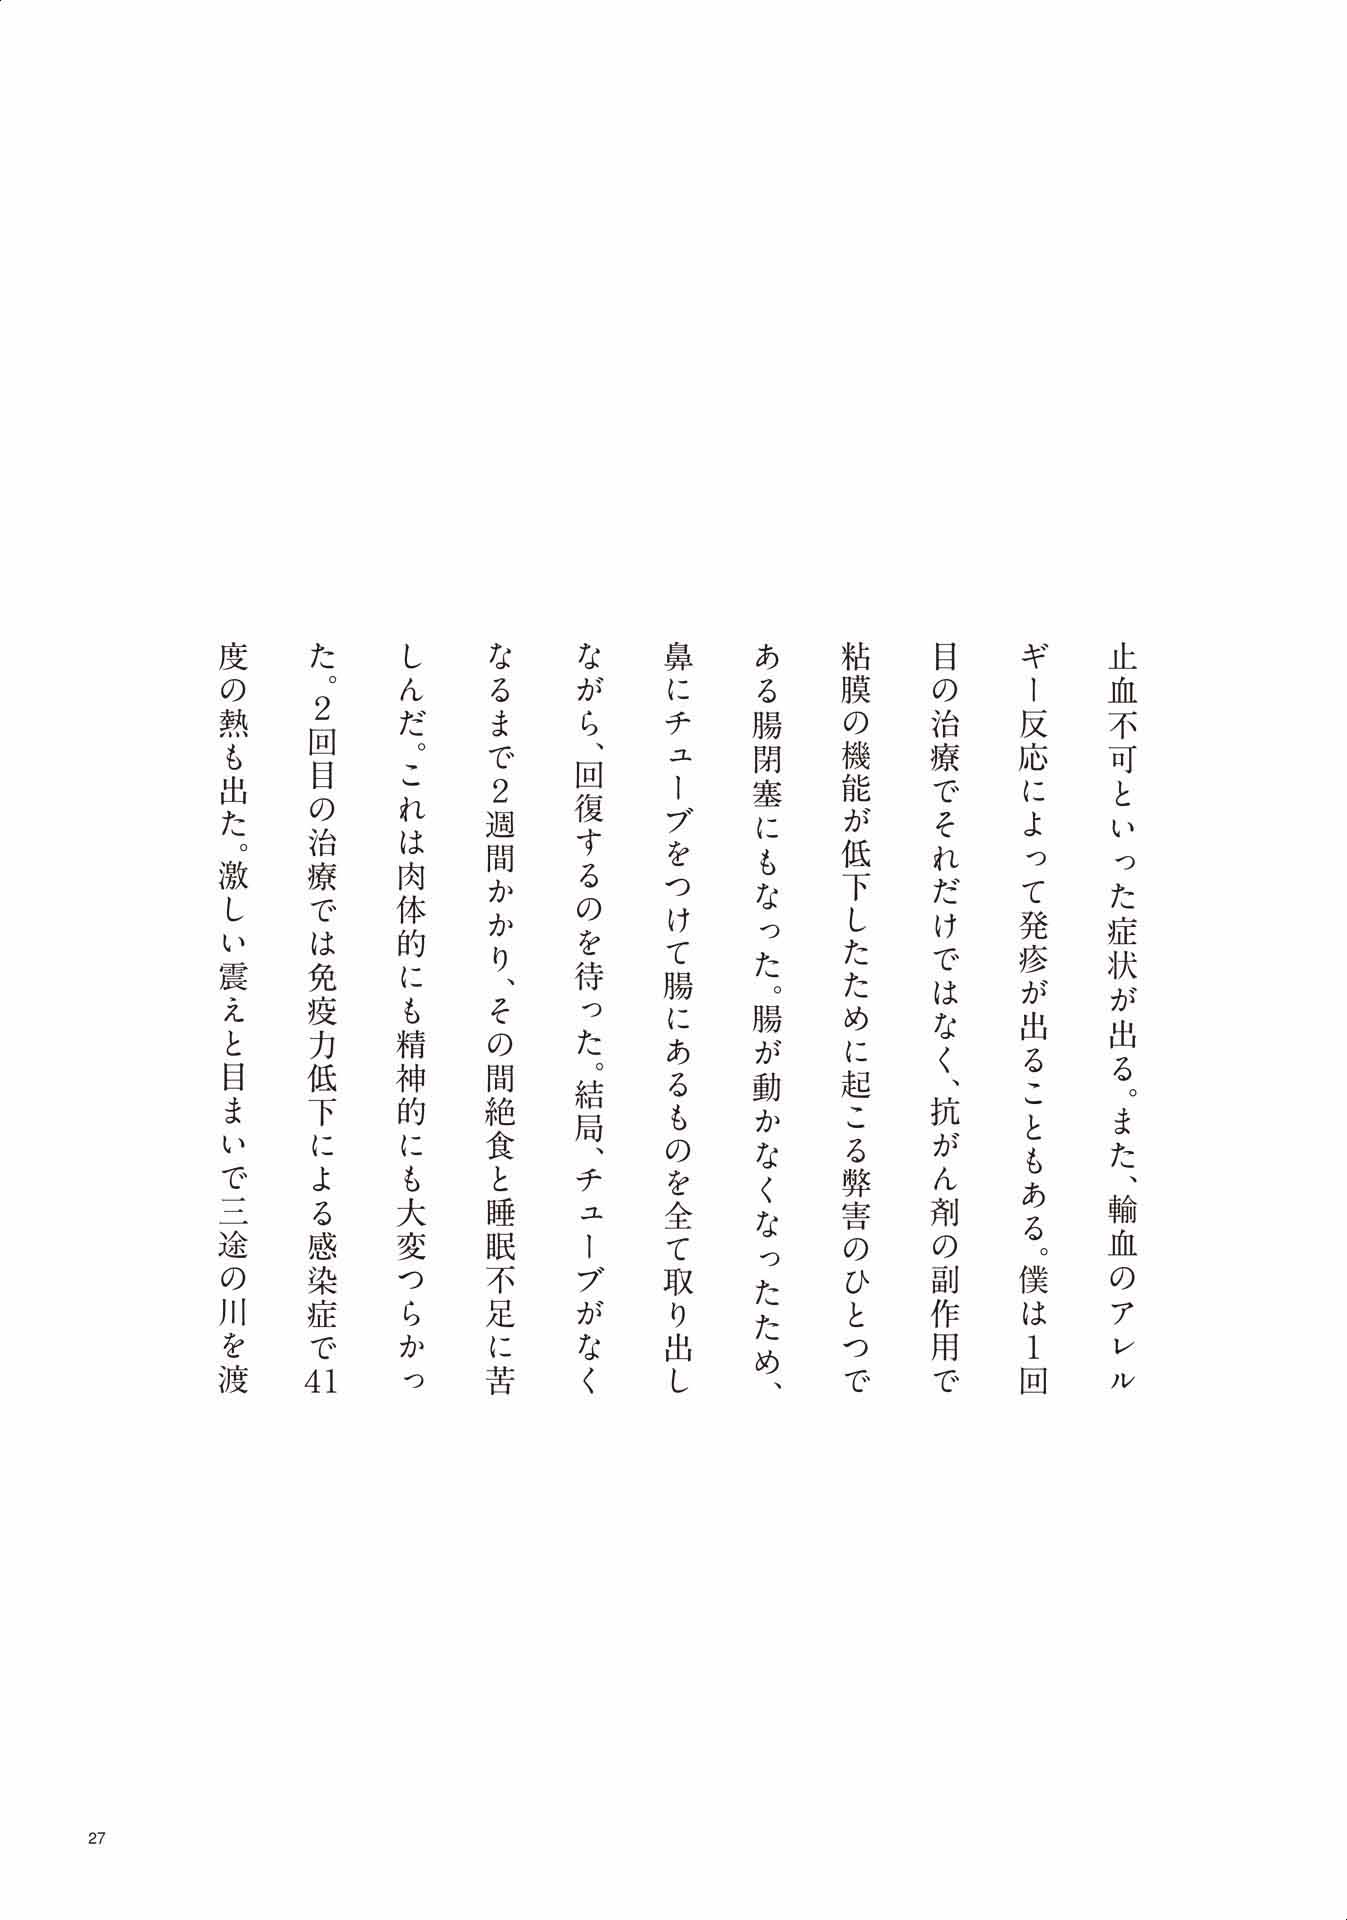 止血不可といった症状が出る。また、輸血のアレル
ギー反応によって発疹が出ることもある。僕は1回
目の治療でそれだけではなく、抗がん剤の副作用で
粘膜の機能が低下したために起こる弊害のひとつで
ある腸閉塞にもなった。腸が動かなくなったため、
鼻にチューブをつけて腸にあるものを全て取り出し
ながら、回復するのを待った。結局、チューブがなく
なるまで2週間かかり、その間絶食と睡眠不足に苦
しんだ。これは肉体的にも精神的にも大変つらかっ
た。2回目の治療では免疫力低下による感染症で41
度の熱も出た。激しい震えと目まいで三途の川を渡
27